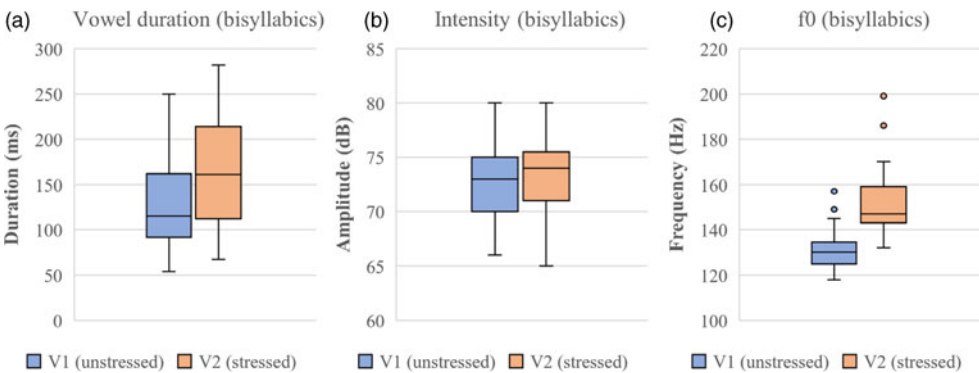 (a) Vowel duration (bisyllabics)
Duration (ms)
300
250
200
150
100
50
0
V1 (unstressed) V2 (stressed)
(b) Intensity (bisyllabics)
Amplitude (dB)
85
80
75
70
65
60
V1 (unstressed) V2 (stressed)
(c) f0 (bisyllabics)
Frequency (Hz)
220
200
180
160
140
120
100
V1 (unstressed) V2 (stressed)